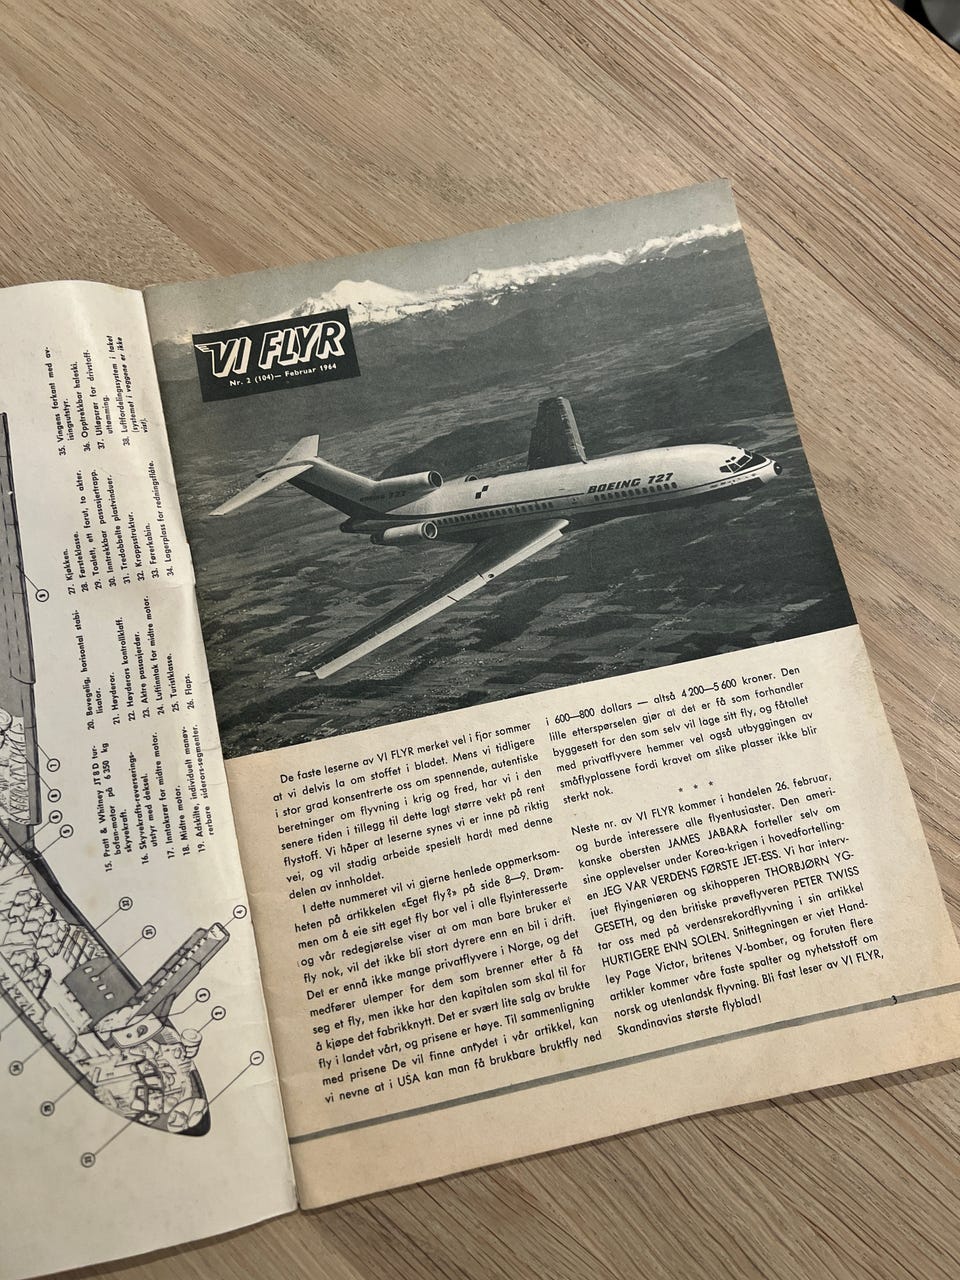 15. Pratt & Whitney JT 8 D tur-
bofan-motor på 6 350 kg
skyvekraft.
16. Skyvekrafts-reverserings-
utstyr med deksel.
17. Inntaksrør for midtre motor.
18. Midtre motor.
19. Adskilte, individuelt manøv-
rerbare sideror-segmenter.
20. Bevegelig, horisontal stabi-
lisator.
21. Høyderor.
22. Høyderors kontrollklaff.
23. Aktre passasjerdør.
24. Luftinntak for midtre motor.
25. Turistklasse.
26. Flaps.
27. Kjøkken.
28. Førsteklasse.
29. Toalett, ett forut, to akter.
30. Inntrekkbar passasjertrapp.
31. Tredobbelte plastvinduer.
32. Kroppsstruktur.
33. Førerkabin.
34. Lagerplass for redningsflåte.
35. Vingens forkant med av-
isingsutstyr.
36. Opptrekkbar haleski.
37. Utløpsrør for drivstoff-
uttømming.
38. Luftfordelingssystem i taket
(systemet i veggene er ikke
vist).
VI FLYR
Nr. 2 (104) — Februar 1964
BOEING 727
BOEING 727
De faste leserne av VI FLYR merket vel i fjor sommer
at vi delvis la om stoffet i bladet. Mens vi tidligere
i stor grad konsentrerte oss om spennende, autentiske
beretninger om flyvning i krig og fred, har vi i den
senere tiden i tillegg til dette lagt større vekt på rent
flystoff. Vi håper at leserne synes vi er inne på riktig
vei, og vil stadig arbeide spesielt hardt med denne
delen av innholdet.
I dette nummeret vil vi gjerne henlede oppmerksom-
heten på artikkelen «Eget fly?» på side 8—9. Drøm-
men om å eie sitt eget fly bor vel i alle flyinteresserte
og vår redegjørelse viser at om man bare bruker et
fly nok, vil det ikke bli stort dyrere enn en bil i drift.
Det er ennå ikke mange privatflyvere i Norge, og det
medfører ulemper for dem som brenner etter å få
seg et fly, men ikke har den kapitalen som skal til for
å kjøpe det fabrikknytt. Det er svært lite salg av brukte
fly i landet vårt, og prisene er høye. Til sammenligning
med prisene De vil finne antydet i vår artikkel, kan
vi nevne at i USA kan man få brukbare bruktfly ned
i 600—800 dollars — altså 4 200—5 600 kroner. Den
lille etterspørselen gjør at det er få som forhandler
byggesett for den som selv vil lage sitt fly, og fåtallet
med privatflyvere hemmer vel også utbyggingen av
småflyplassene fordi kravet om slike plasser ikke blir
sterkt nok.
* * *
Neste nr. av VI FLYR kommer i handelen 26. februar,
og burde interessere alle flyentusiaster. Den ameri-
kanske obersten JAMES JABARA forteller selv om
sine opplevelser under Korea-krigen i hovedfortelling-
en JEG VAR VERDENS FØRSTE JET-ESS. Vi har interv-
juet flyingeniøren og skihopperen THORBJØRN YG-
GESETH, og den britiske prøveflyveren PETER TWISS
tar oss med på verdensrekordflyvning i sin artikkel
HURTIGERE ENN SOLEN. Snittegningen er viet Hand-
ley Page Victor, britenes V-bomber, og foruten flere
artikler kommer våre faste spalter og nyhetsstoff om
norsk og utenlandsk flyvning. Bli fast leser av VI FLYR,
Skandinavias største flyblad!
3